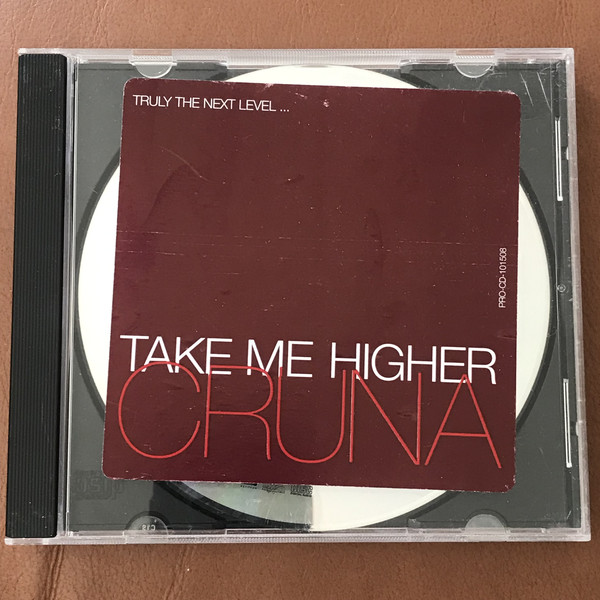 TRULY THE NEXT LEVEL ...
PRO-CD-101508
TAKE ME HIGHER
CRUNA